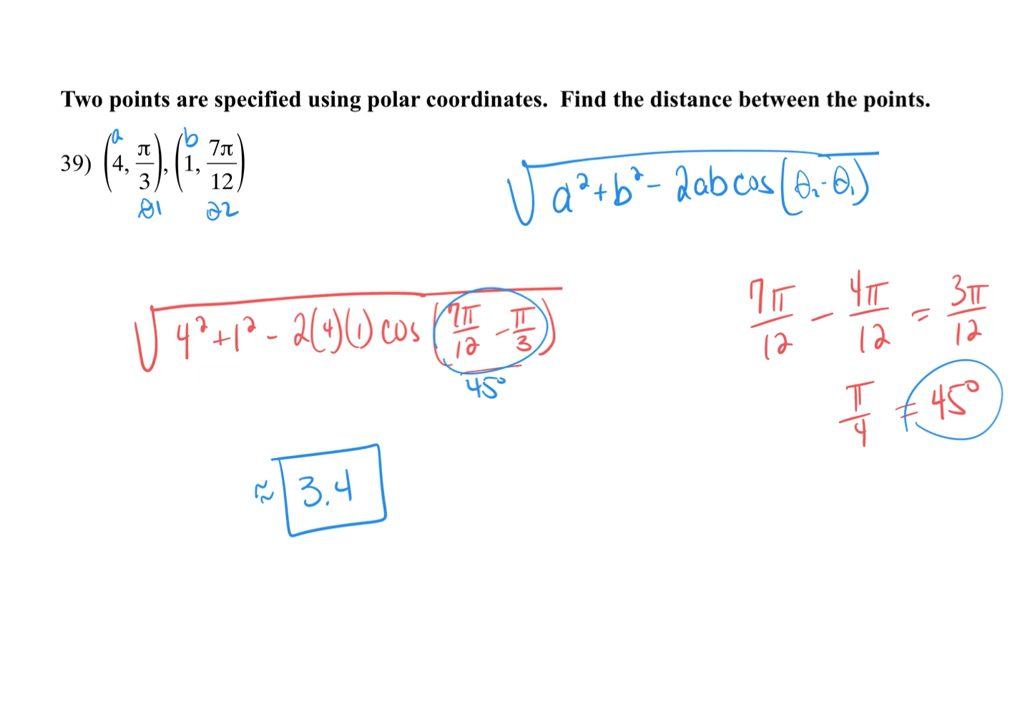 Two points are specified using polar coordinates. Find the distance between the points.
a b
39) (4, π/3), (1, 7π/12)
θ1 θ2
√(a² + b² - 2ab cos(θ₂ - θ₁))
√(4² + 1² - 2(4)(1) cos(7π/12 - π/3))
45°
7π/12 - 4π/12 = 3π/12
π/4 = 45°
≈ 3.4